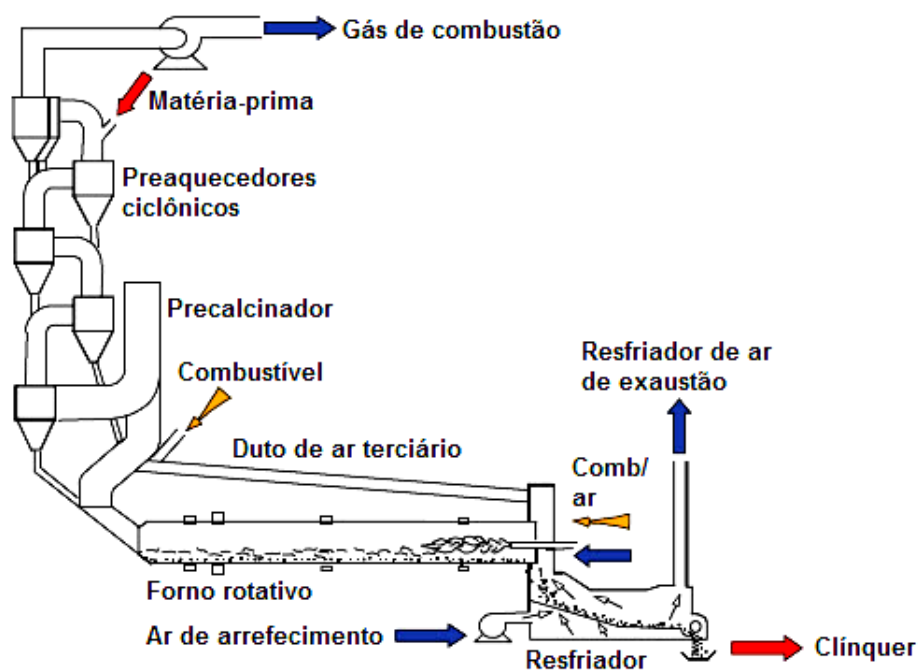 Gás de combustão
Matéria-prima
Preaquecedores
ciclônicos
Precalcinador
Combustível
Resfriador de ar
de exaustão
Duto de ar terciário
Comb/
ar
Forno rotativo
Ar de arrefecimento
Resfriador
Clínquer